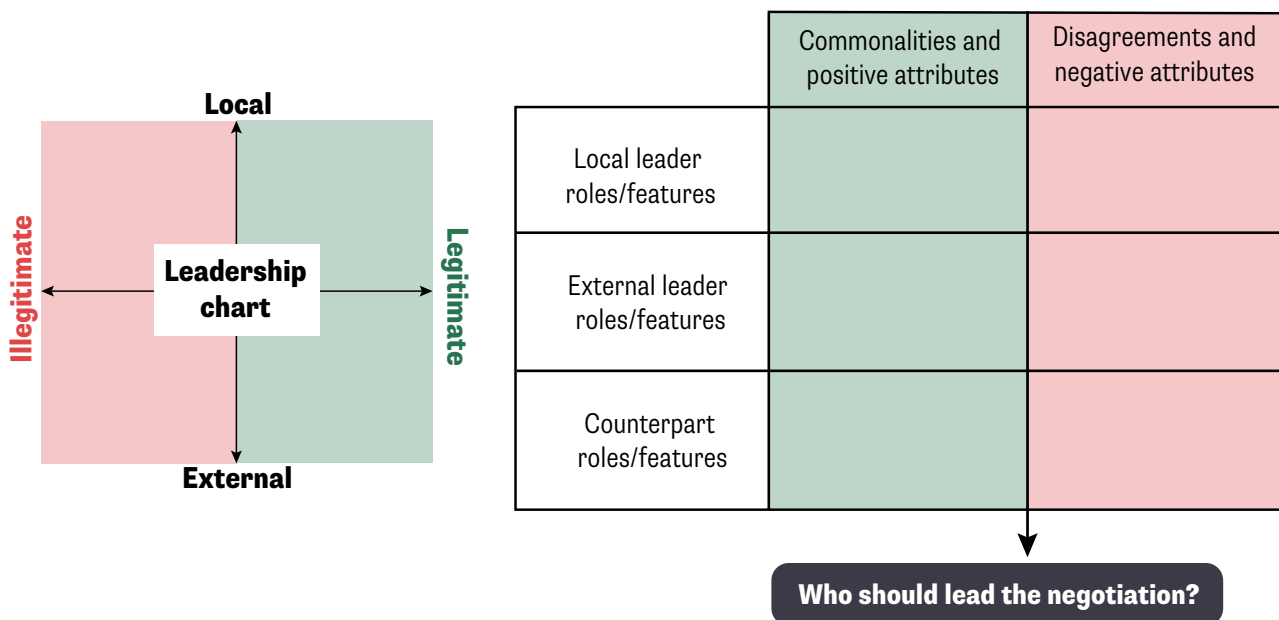 Local
Illegitimate
Leadership
chart
Legitimate
External
Commonalities and
positive attributes
Disagreements and
negative attributes
Local leader
roles/features
External leader
roles/features
Counterpart
roles/features
Who should lead the negotiation?